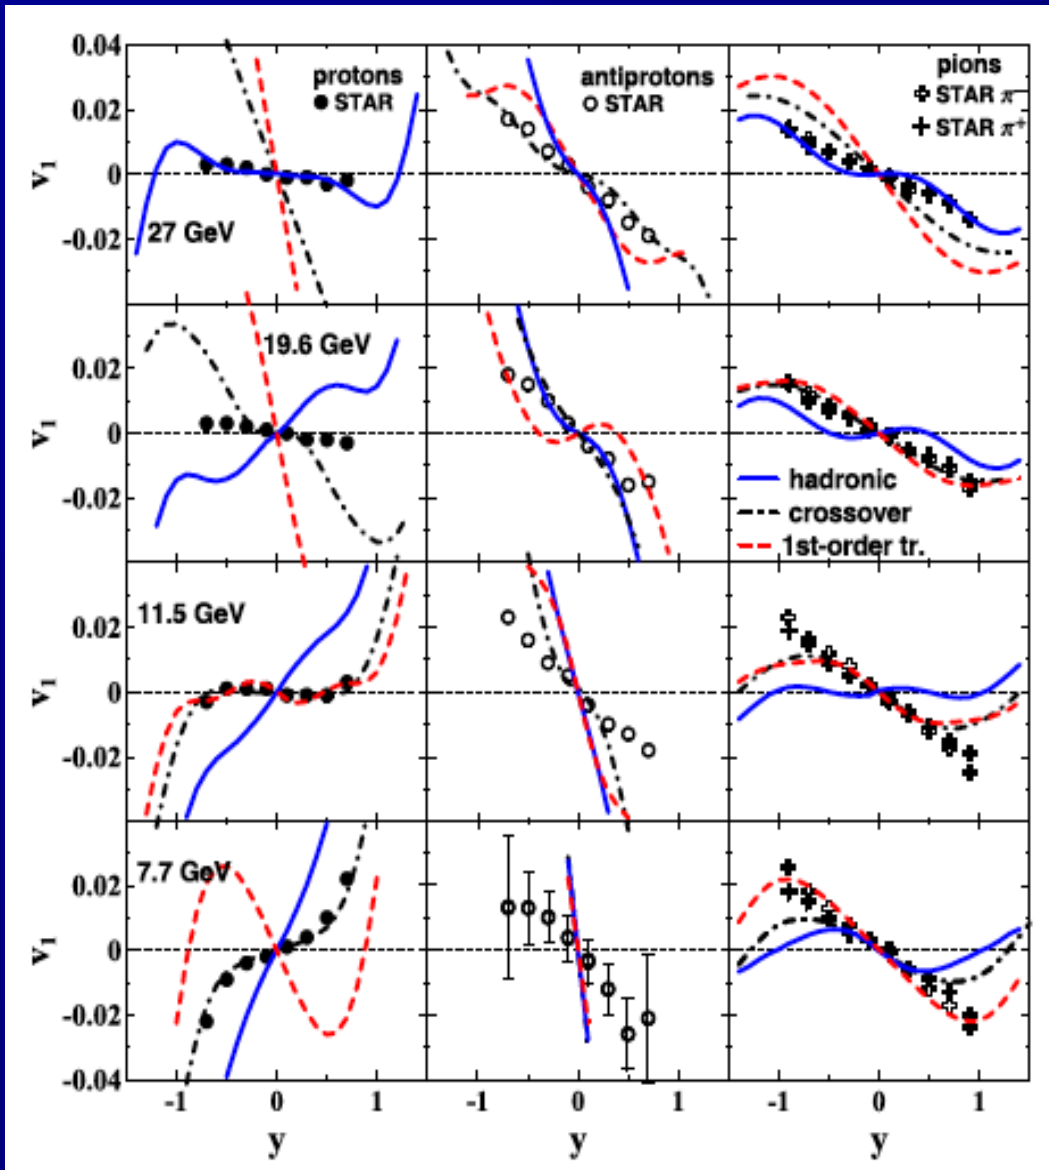 0.04
protons
STAR
antiprotons
STAR
pions
STAR π⁻
STAR π⁺
0.02
v₁
0
-0.02
27 GeV
19.6 GeV
0.02
v₁
0
-0.02
hadronic
crossover
1st-order tr.
11.5 GeV
0.02
v₁
0
-0.02
7.7 GeV
0.02
v₁
0
-0.02
-0.04
-1 0 1 -1 0 1 -1 0 1
y y y